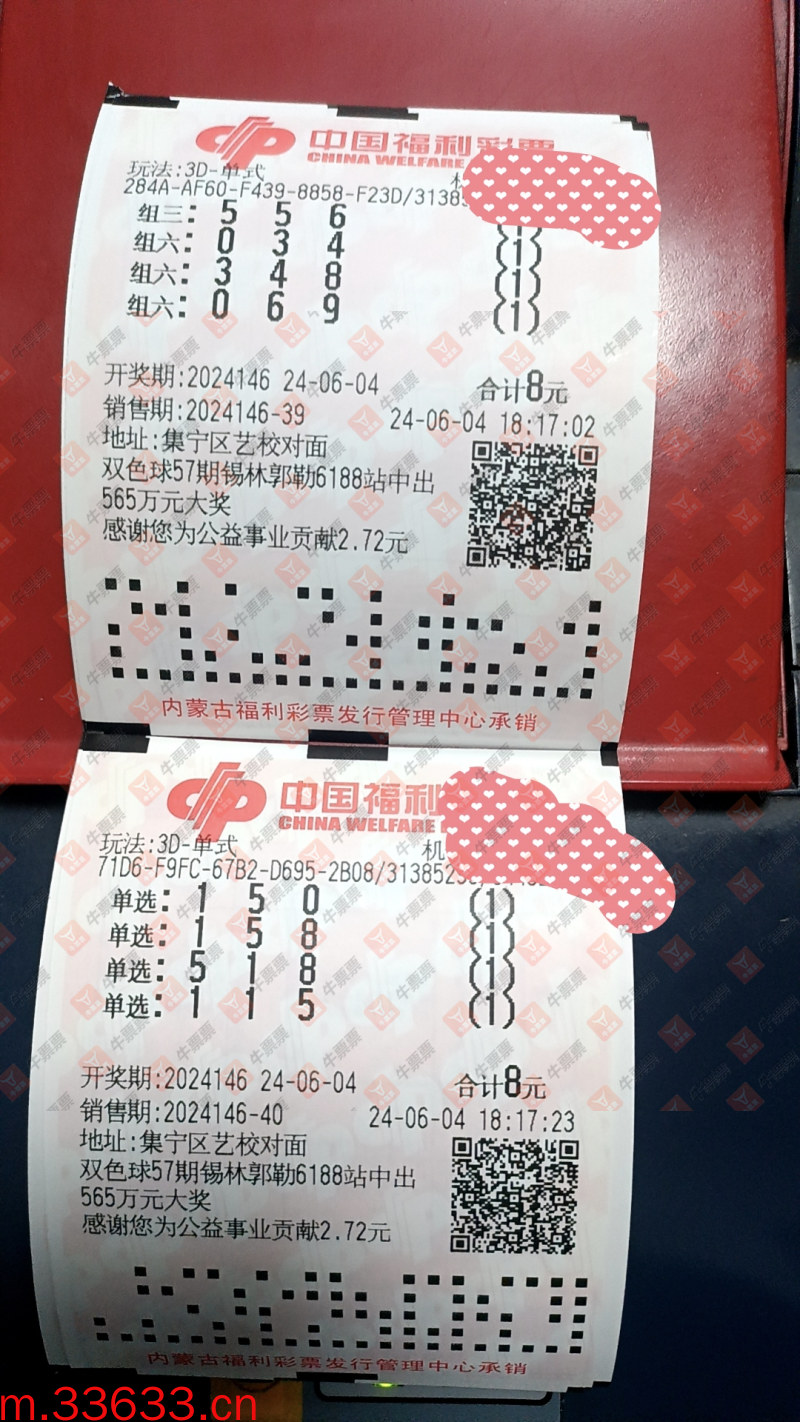 中国福利彩票
CHINA WELFARE
玩法:3D-单式
284A-AF60-F439-8858-F23D/31385
组三: 5 5 6 (1)
组六: 0 3 4 (1)
组六: 3 4 8 (1)
组六: 0 6 9 (1)
开奖期:2024146 24-06-04 合计8元
销售期:2024146-39 24-06-04 18:17:02
地址:集宁区艺校对面
双色球57期锡林郭勒6188站中出
565万元大奖
感谢您为公益事业贡献2.72元
内蒙古福利彩票发行管理中心承销
中国福利
CHINA WELFARE
玩法:3D-单式 机
71D6-F9FC-67B2-D695-2B08/313852
单选: 1 5 0 (1)
单选: 1 5 8 (1)
单选: 5 1 8 (1)
单选: 1 1 5 (1)
开奖期:2024146 24-06-04 合计8元
销售期:2024146-40 24-06-04 18:17:23
地址:集宁区艺校对面
双色球57期锡林郭勒6188站中出
565万元大奖
感谢您为公益事业贡献2.72元
内蒙古福利彩票发行管理中心承销
牛票票
m.33633.cn